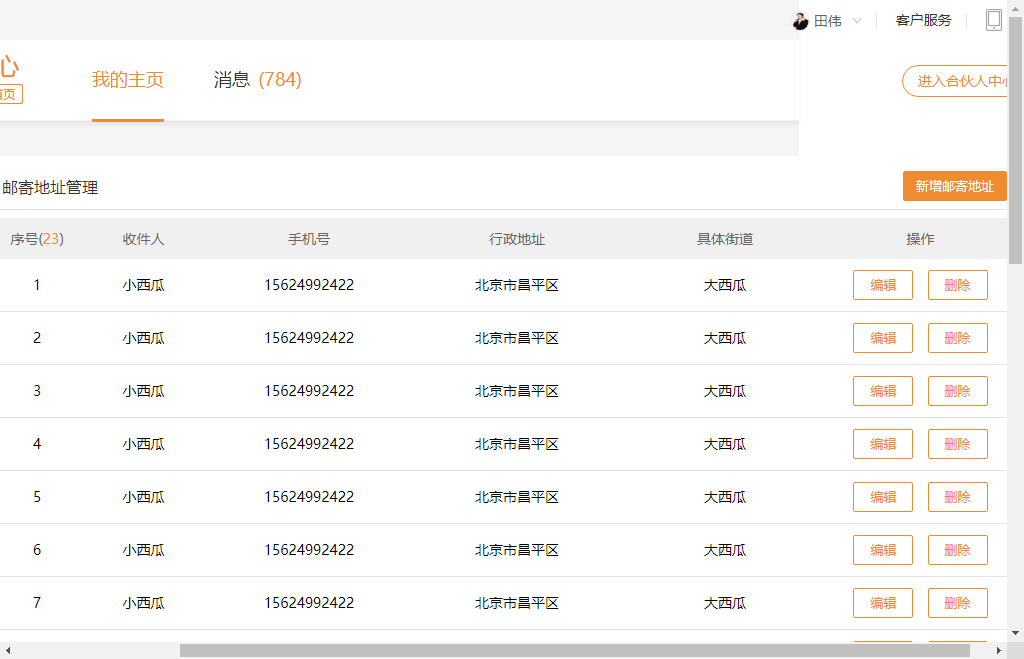 田伟 客户服务
心
我的主页 消息 (784) 进入合伙人中心
首页
邮寄地址管理 新增邮寄地址
序号(23) 收件人 手机号 行政地址 具体街道 操作
1 小西瓜 15624992422 北京市昌平区 大西瓜 编辑 删除
2 小西瓜 15624992422 北京市昌平区 大西瓜 编辑 删除
3 小西瓜 15624992422 北京市昌平区 大西瓜 编辑 删除
4 小西瓜 15624992422 北京市昌平区 大西瓜 编辑 删除
5 小西瓜 15624992422 北京市昌平区 大西瓜 编辑 删除
6 小西瓜 15624992422 北京市昌平区 大西瓜 编辑 删除
7 小西瓜 15624992422 北京市昌平区 大西瓜 编辑 删除